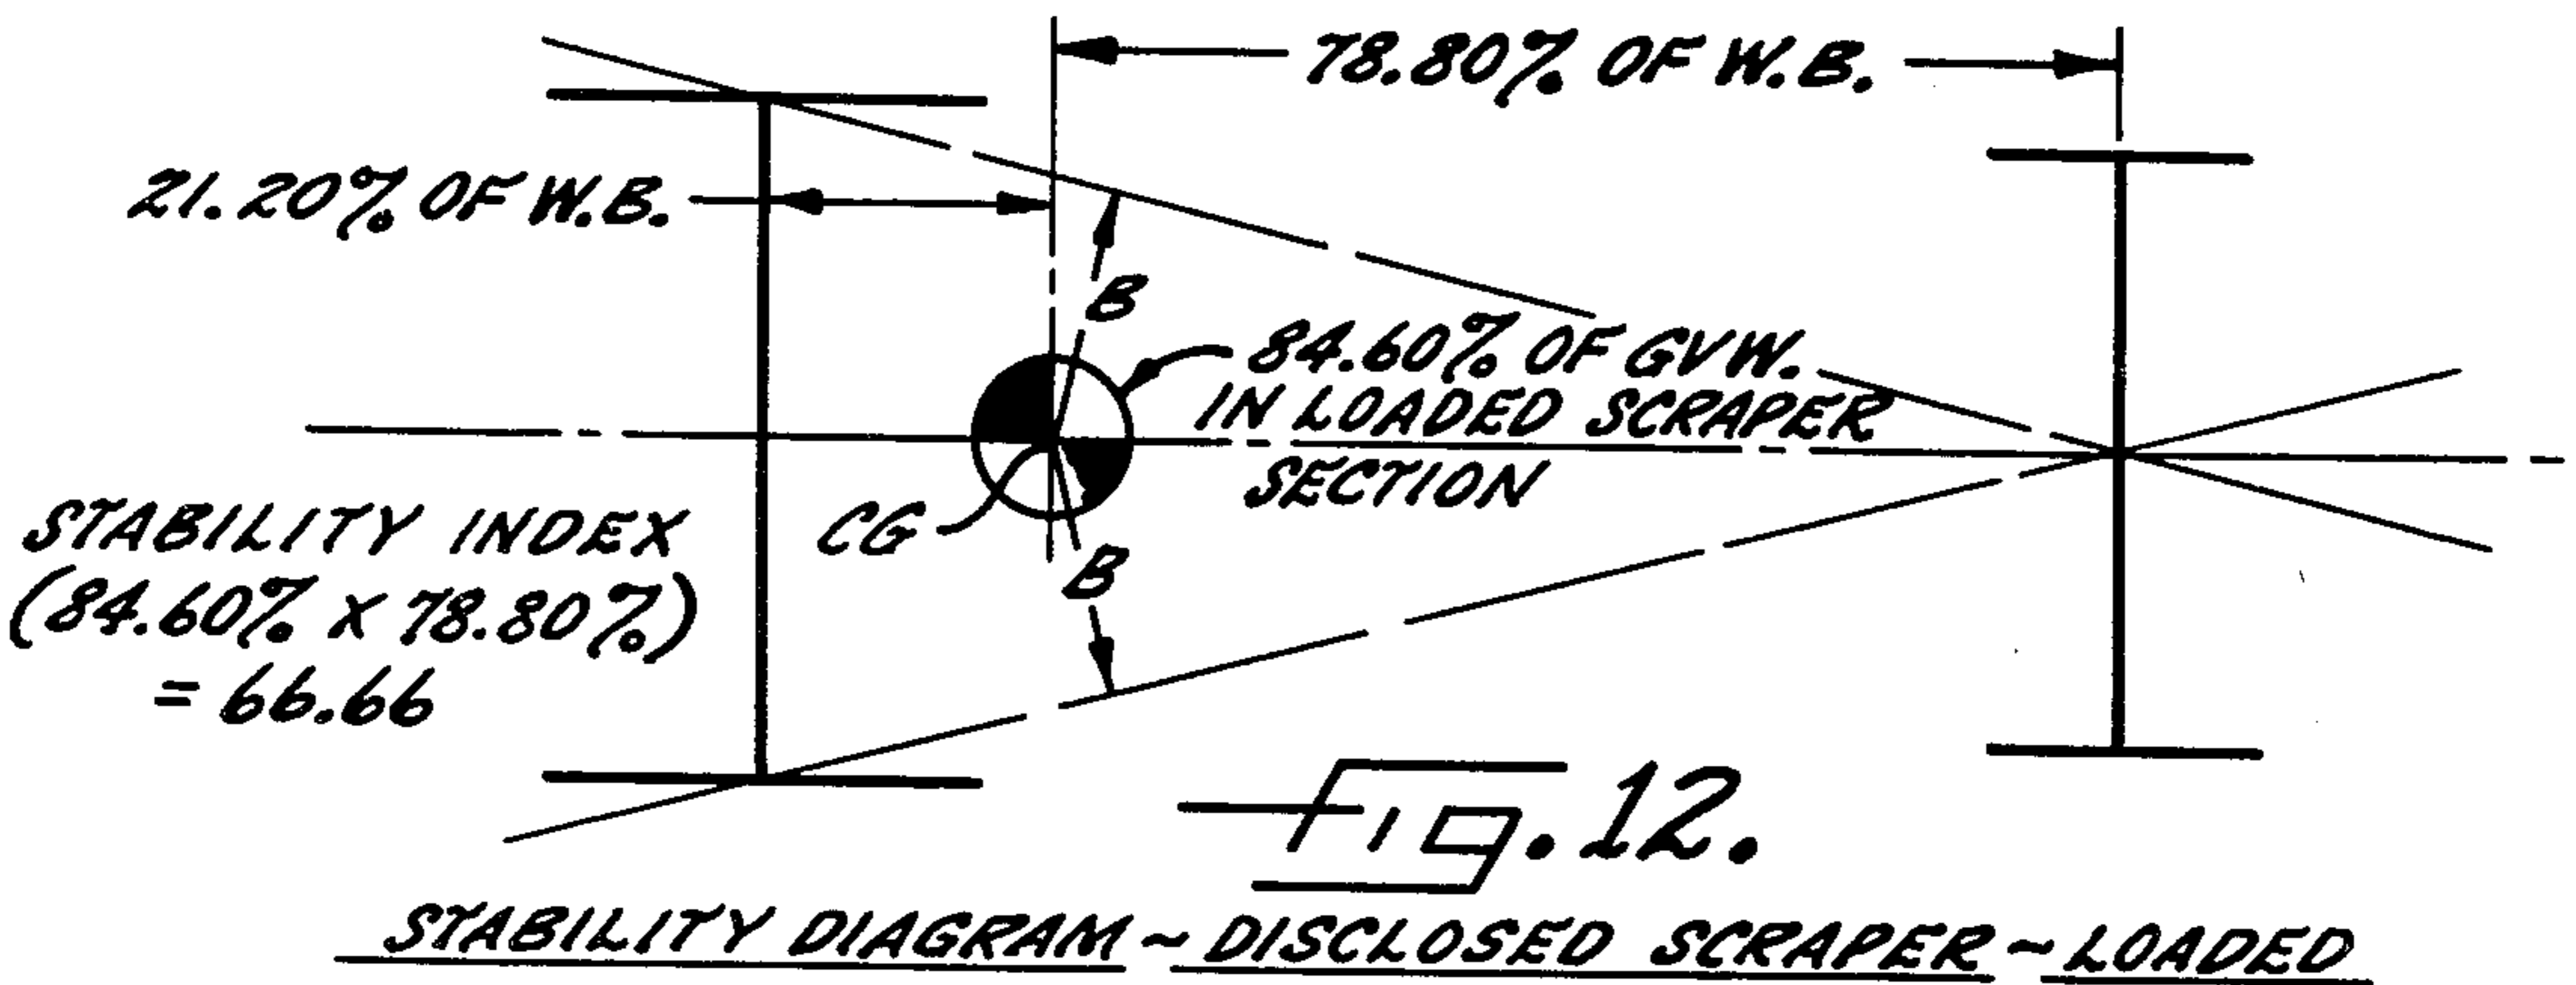 78.80% OF W.B.
21.20% OF W.B.
B
84.60% OF GVW.
IN LOADED SCRAPER
SECTION
CG
B
STABILITY INDEX
(84.60% X 78.80%)
= 66.66
Fig. 12.
STABILITY DIAGRAM ~ DISCLOSED SCRAPER ~ LOADED